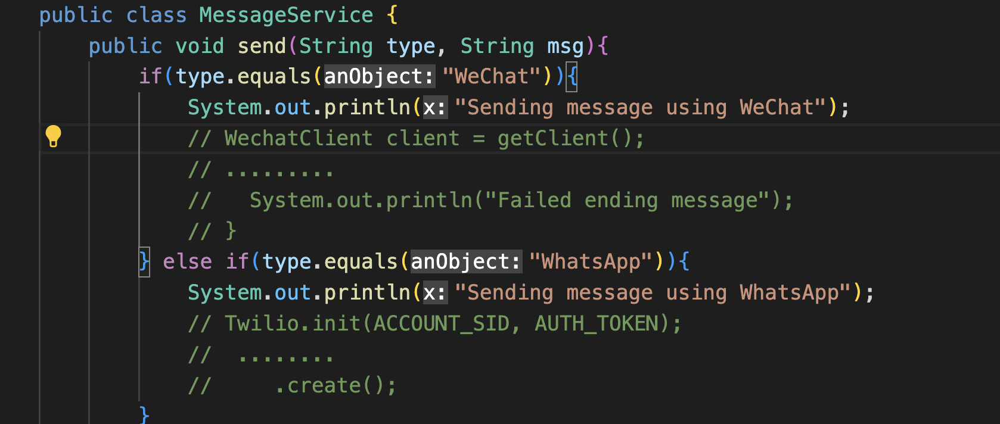 public class MessageService {
public void send(String type, String msg){
if(type.equals(anObject: "WeChat")){
System.out.println(x: "Sending message using WeChat");
// WechatClient client = getClient();
// .........
//   System.out.println("Failed ending message");
// }
} else if(type.equals(anObject: "WhatsApp")){
System.out.println(x: "Sending message using WhatsApp");
// Twilio.init(ACCOUNT_SID, AUTH_TOKEN);
//  ........
//     .create();
}